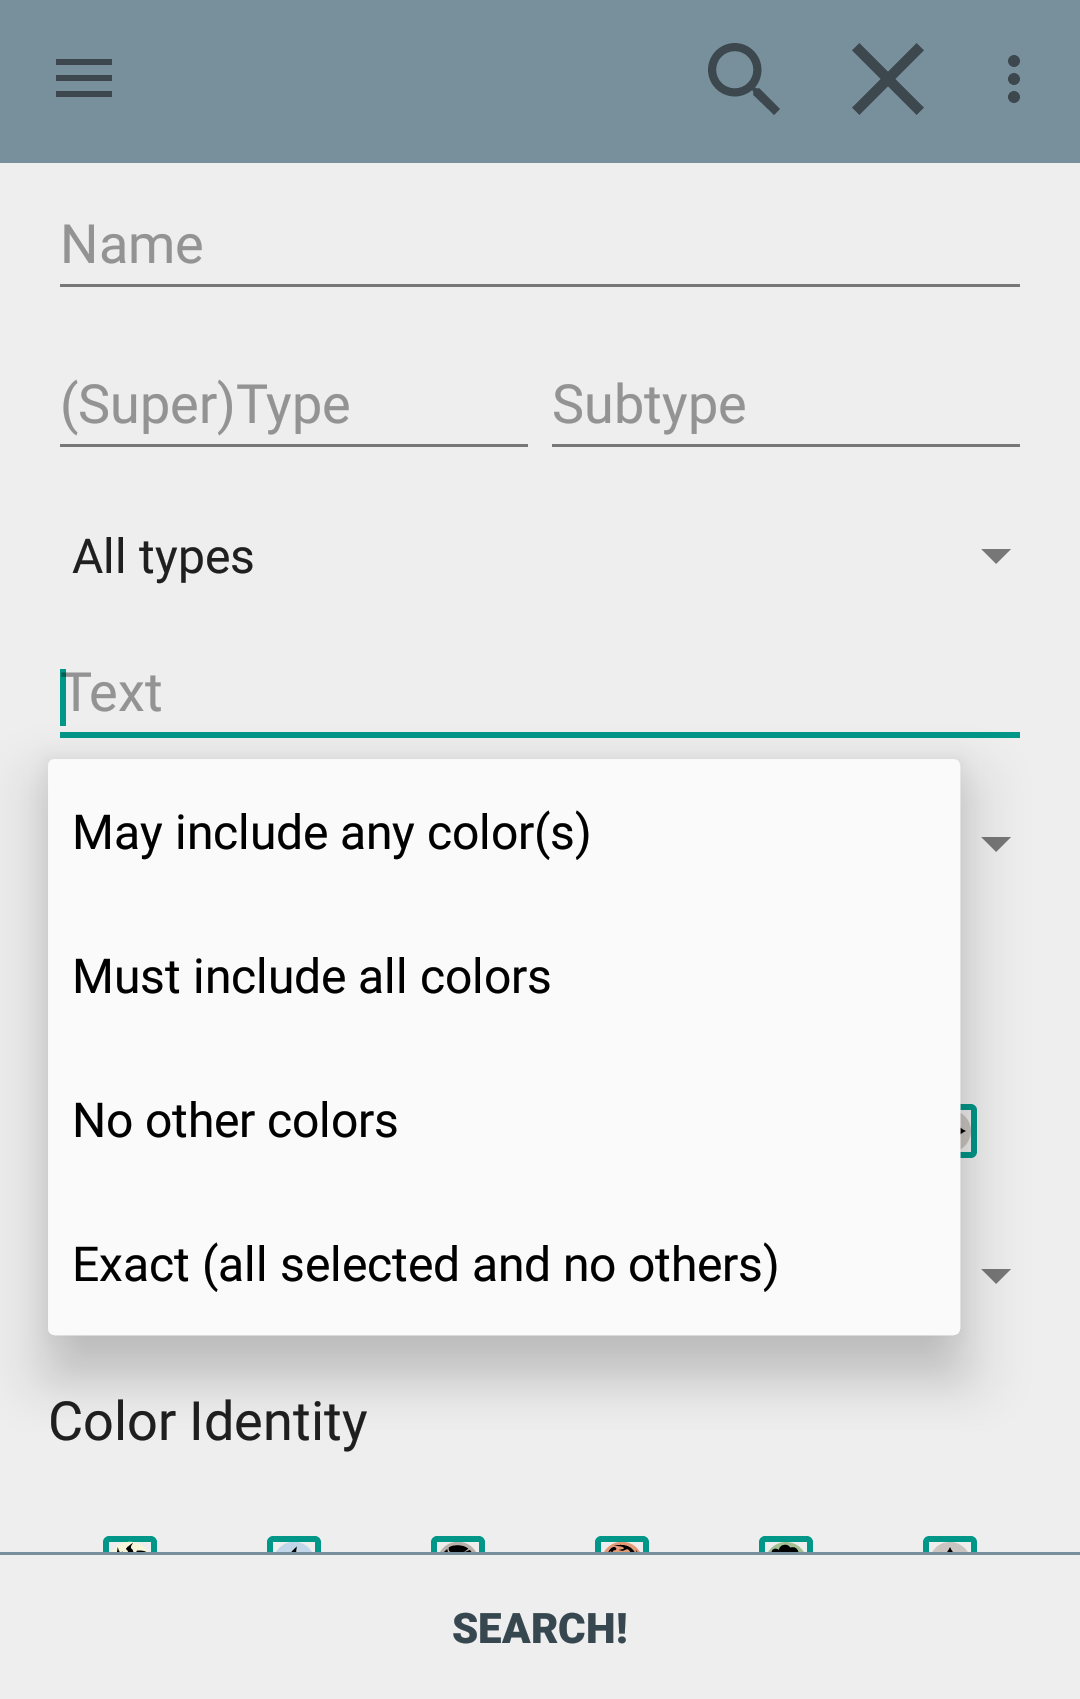 Name
(Super)Type Subtype
All types
Text
May include any color(s)
Must include all colors
No other colors
Exact (all selected and no others)
Color Identity
SEARCH!